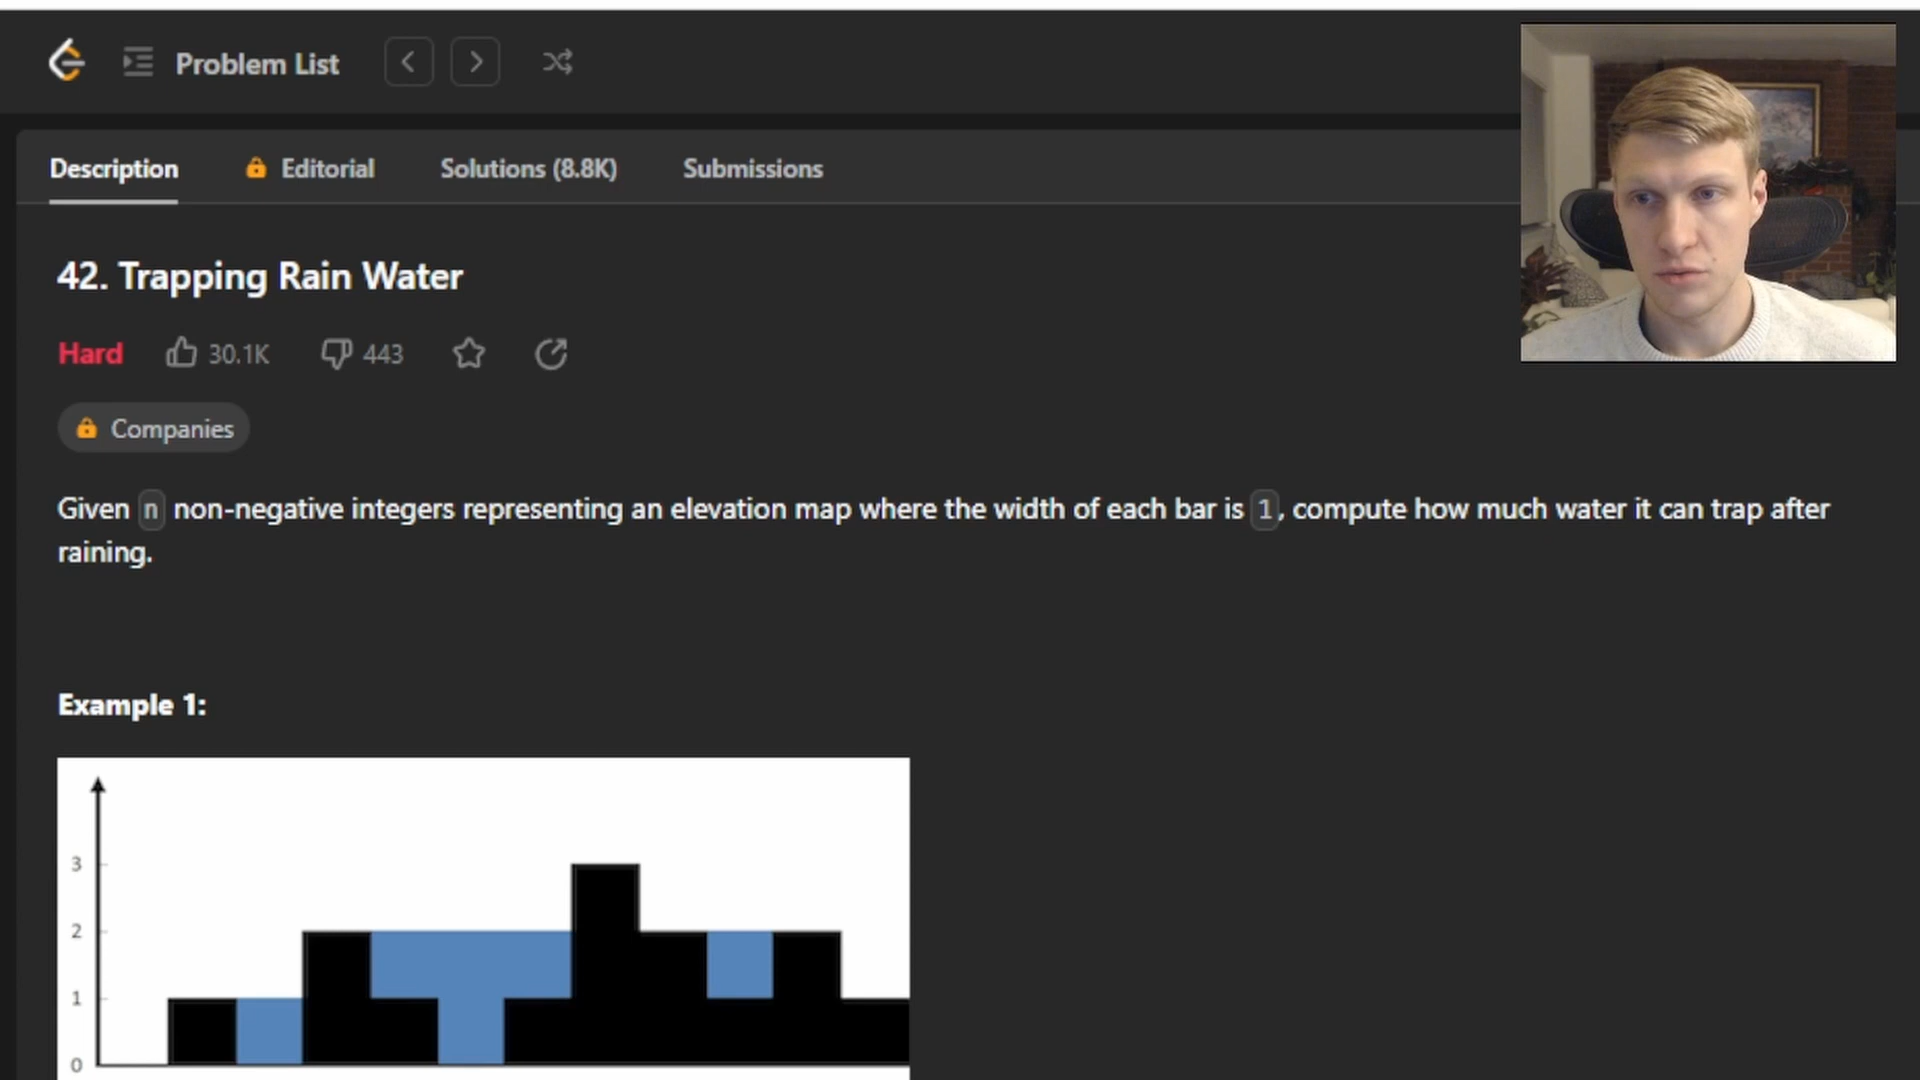 Problem List
Description
Editorial
Solutions (8.8K)
Submissions
42. Trapping Rain Water
Hard 30.1K 443
Companies
Given n non-negative integers representing an elevation map where the width of each bar is 1, compute how much water it can trap after
raining.
Example 1:
3
2
1
0